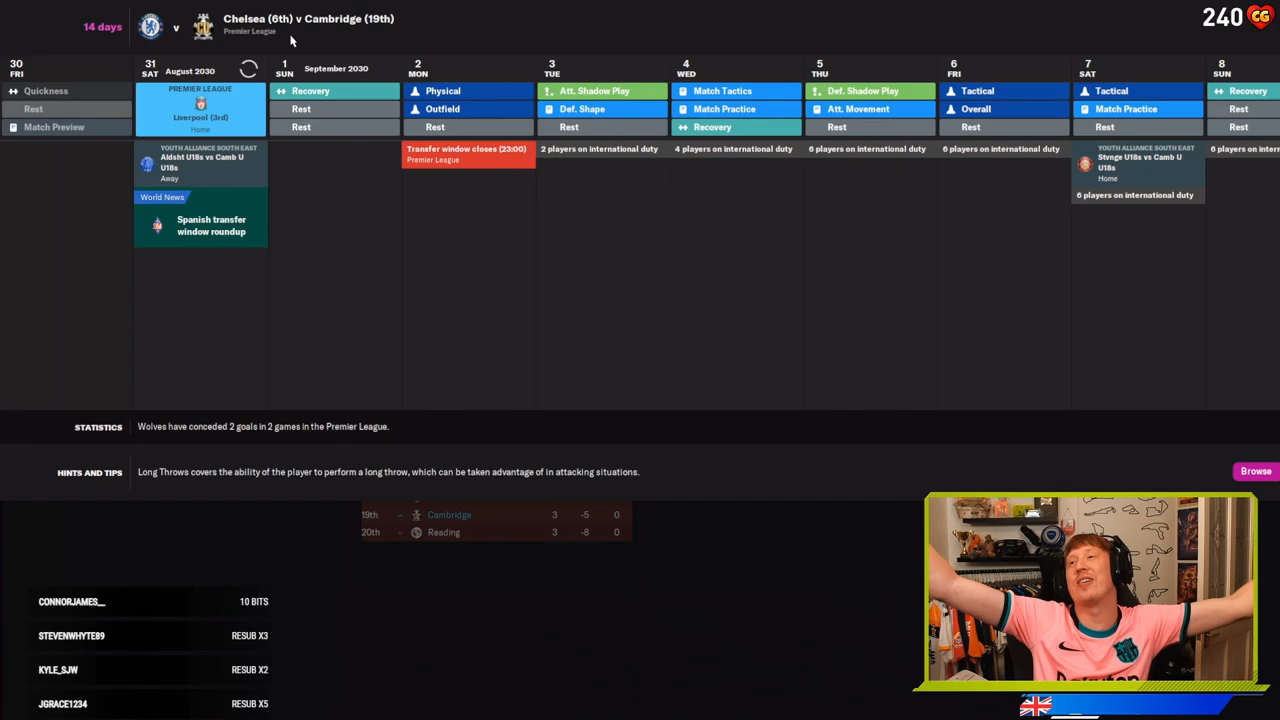 Chelsea (6th) v Cambridge (19th)
14 days
v
Premier League
240
CG
30
FRI
31
SAT
August 2030
1
SUN
September 2030
2
MON
3
TUE
4
WED
5
THU
6
FRI
7
SAT
8
SUN
Quickness
Rest
Match Preview
PREMIER LEAGUE
Liverpool (3rd)
Home
Recovery
Rest
Rest
Physical
Outfield
Rest
Att. Shadow Play
Def. Shape
Rest
Match Tactics
Match Practice
Recovery
Def. Shadow Play
Att. Movement
Rest
Tactical
Overall
Rest
Tactical
Match Practice
Rest
Recovery
Rest
Rest
YOUTH ALLIANCE SOUTH EAST
Aldsht U18s vs Camb U
U18s
Away
World News
Spanish transfer
window roundup
Transfer window closes (23:00)
Premier League
2 players on international duty
4 players on international duty
6 players on international duty
6 players on international duty
YOUTH ALLIANCE SOUTH EAST
Stvnge U18s vs Camb U
U18s
Home
6 players on international duty
6 players on intern
STATISTICS
Wolves have conceded 2 goals in 2 games in the Premier League.
HINTS AND TIPS
Long Throws covers the ability of the player to perform a long throw, which can be taken advantage of in attacking situations.
Browse
19th Cambridge 3 -5 0
20th Reading 3 -8 0
CONNORJAMES__ 10 BITS
STEVENWHYTE89 RESUB X3
KYLE_SJW RESUB X2
JGRACE1234 RESUB X5